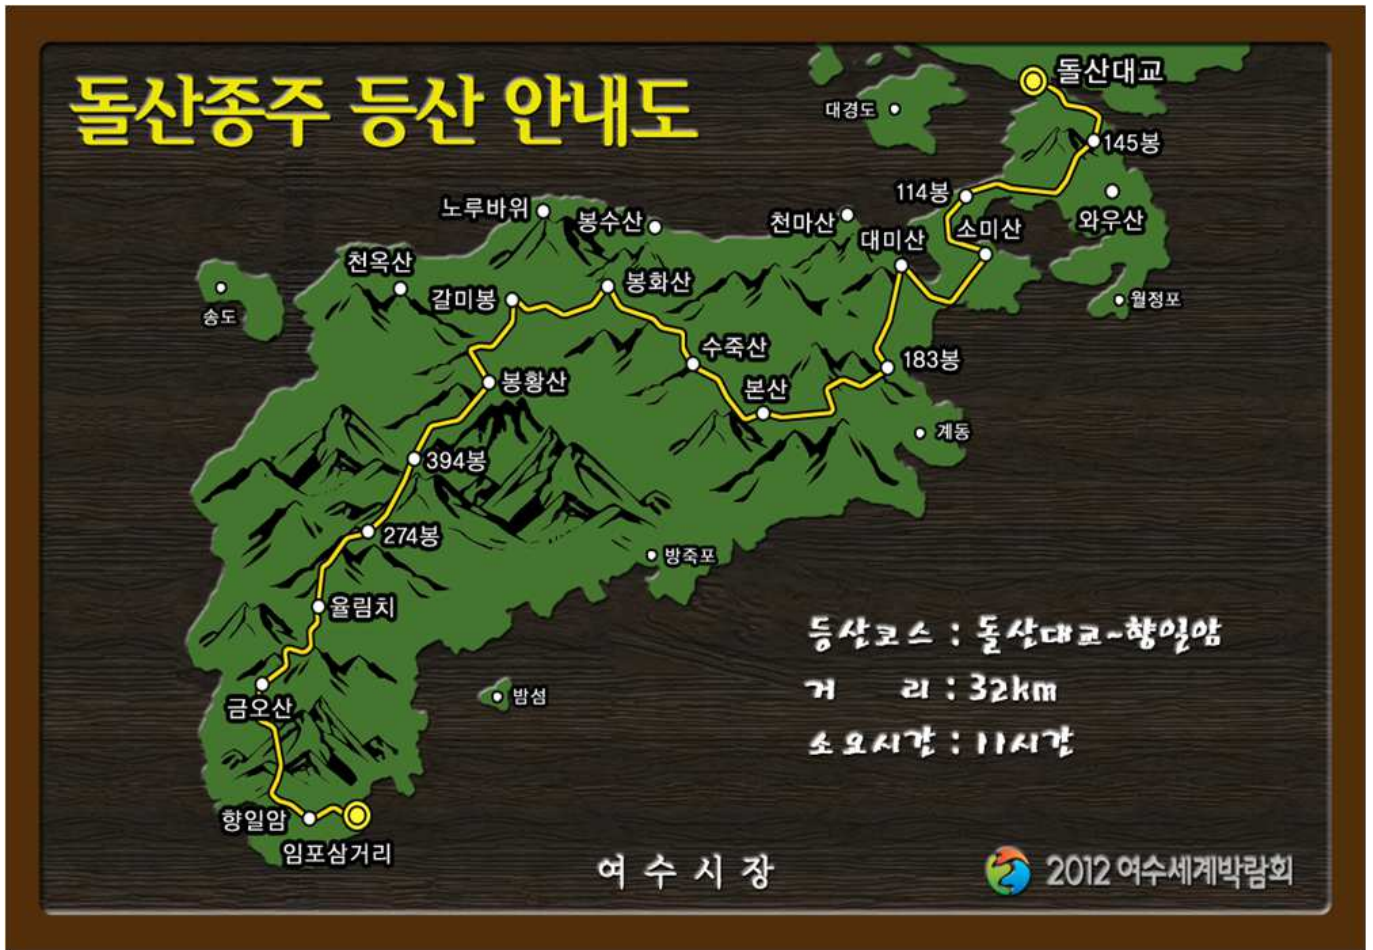 돌산종주 등산 안내도
돌산대교
대경도
145봉
114봉
와우산
소미산
노루바위
봉수산
천마산
대미산
천옥산
봉화산
갈미봉
월정포
송도
수죽산
183봉
봉황산
본산
계동
394봉
274봉
방죽포
율림치
밤섬
금오산
향일암
임포삼거리
등산코스 : 돌산대교~향일암
거 리 : 32km
소요시간 : 11시간
여 수 시 장
2012 여수세계박람회